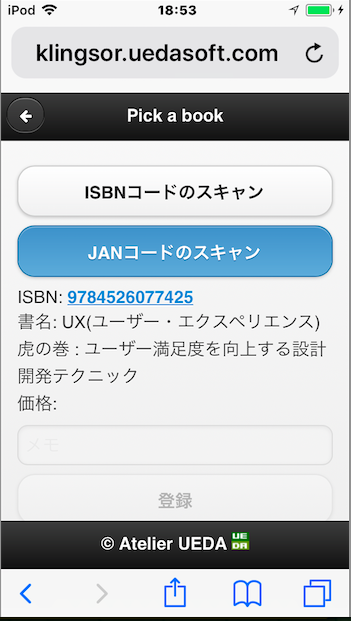 iPod 18:53
klingsor.uedasoft.com
Pick a book
ISBNコードのスキャン
JANコードのスキャン
ISBN: 9784526077425
書名: UX(ユーザー・エクスペリエンス)
虎の巻 : ユーザー満足度を向上する設計
開発テクニック
価格:
メモ
登録
© Atelier UEDA UE
DA